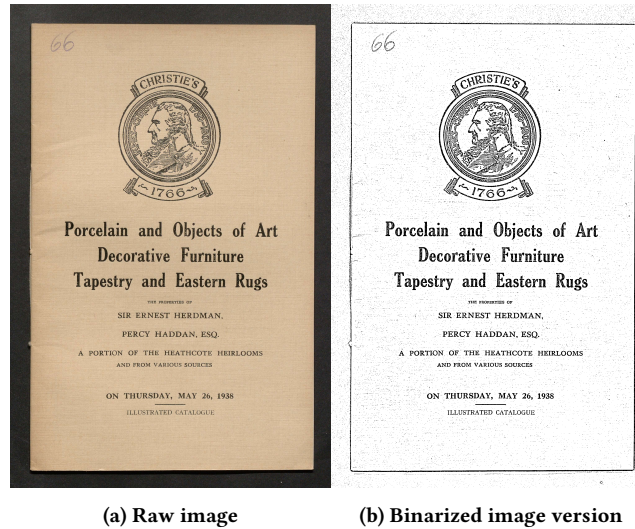 66
CHRISTIE'S
1766
Porcelain and Objects of Art
Decorative Furniture
Tapestry and Eastern Rugs
THE PROPERTIES OF
SIR ERNEST HERDMAN,
PERCY HADDAN, ESQ.
A PORTION OF THE HEATHCOTE HEIRLOOMS
AND FROM VARIOUS SOURCES
ON THURSDAY, MAY 26, 1938
ILLUSTRATED CATALOGUE
(a) Raw image
66
CHRISTIE'S
1766
Porcelain and Objects of Art
Decorative Furniture
Tapestry and Eastern Rugs
THE PROPERTIES OF
SIR ERNEST HERDMAN,
PERCY HADDAN, ESQ.
A PORTION OF THE HEATHCOTE HEIRLOOMS
AND FROM VARIOUS SOURCES
ON THURSDAY, MAY 26, 1938
ILLUSTRATED CATALOGUE
(b) Binarized image version